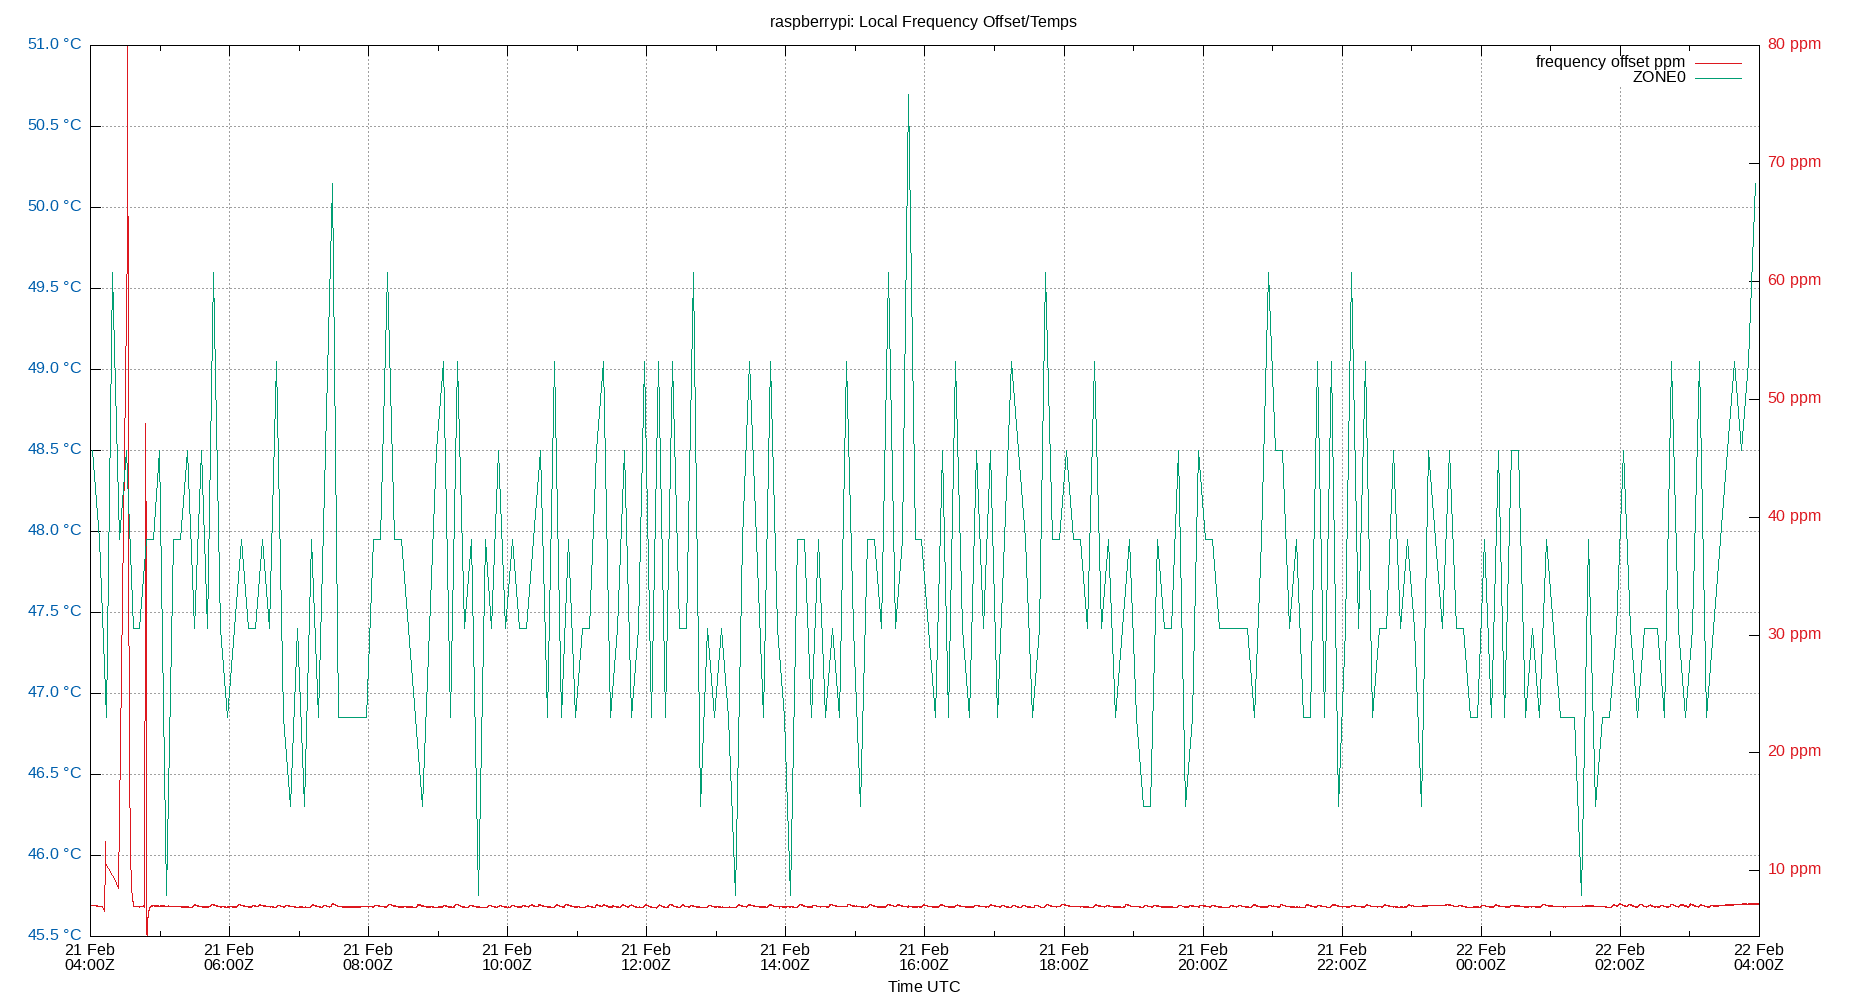 raspberrypi: Local Frequency Offset/Temps
51.0 °C
50.5 °C
50.0 °C
49.5 °C
49.0 °C
48.5 °C
48.0 °C
47.5 °C
47.0 °C
46.5 °C
46.0 °C
45.5 °C
80 ppm
70 ppm
60 ppm
50 ppm
40 ppm
30 ppm
20 ppm
10 ppm
frequency offset ppm
ZONE0
21 Feb 21 Feb 21 Feb 21 Feb 21 Feb 21 Feb 21 Feb 21 Feb 21 Feb 21 Feb 22 Feb 22 Feb 22 Feb
04:00Z 06:00Z 08:00Z 10:00Z 12:00Z 14:00Z 16:00Z 18:00Z 20:00Z 22:00Z 00:00Z 02:00Z 04:00Z
Time UTC